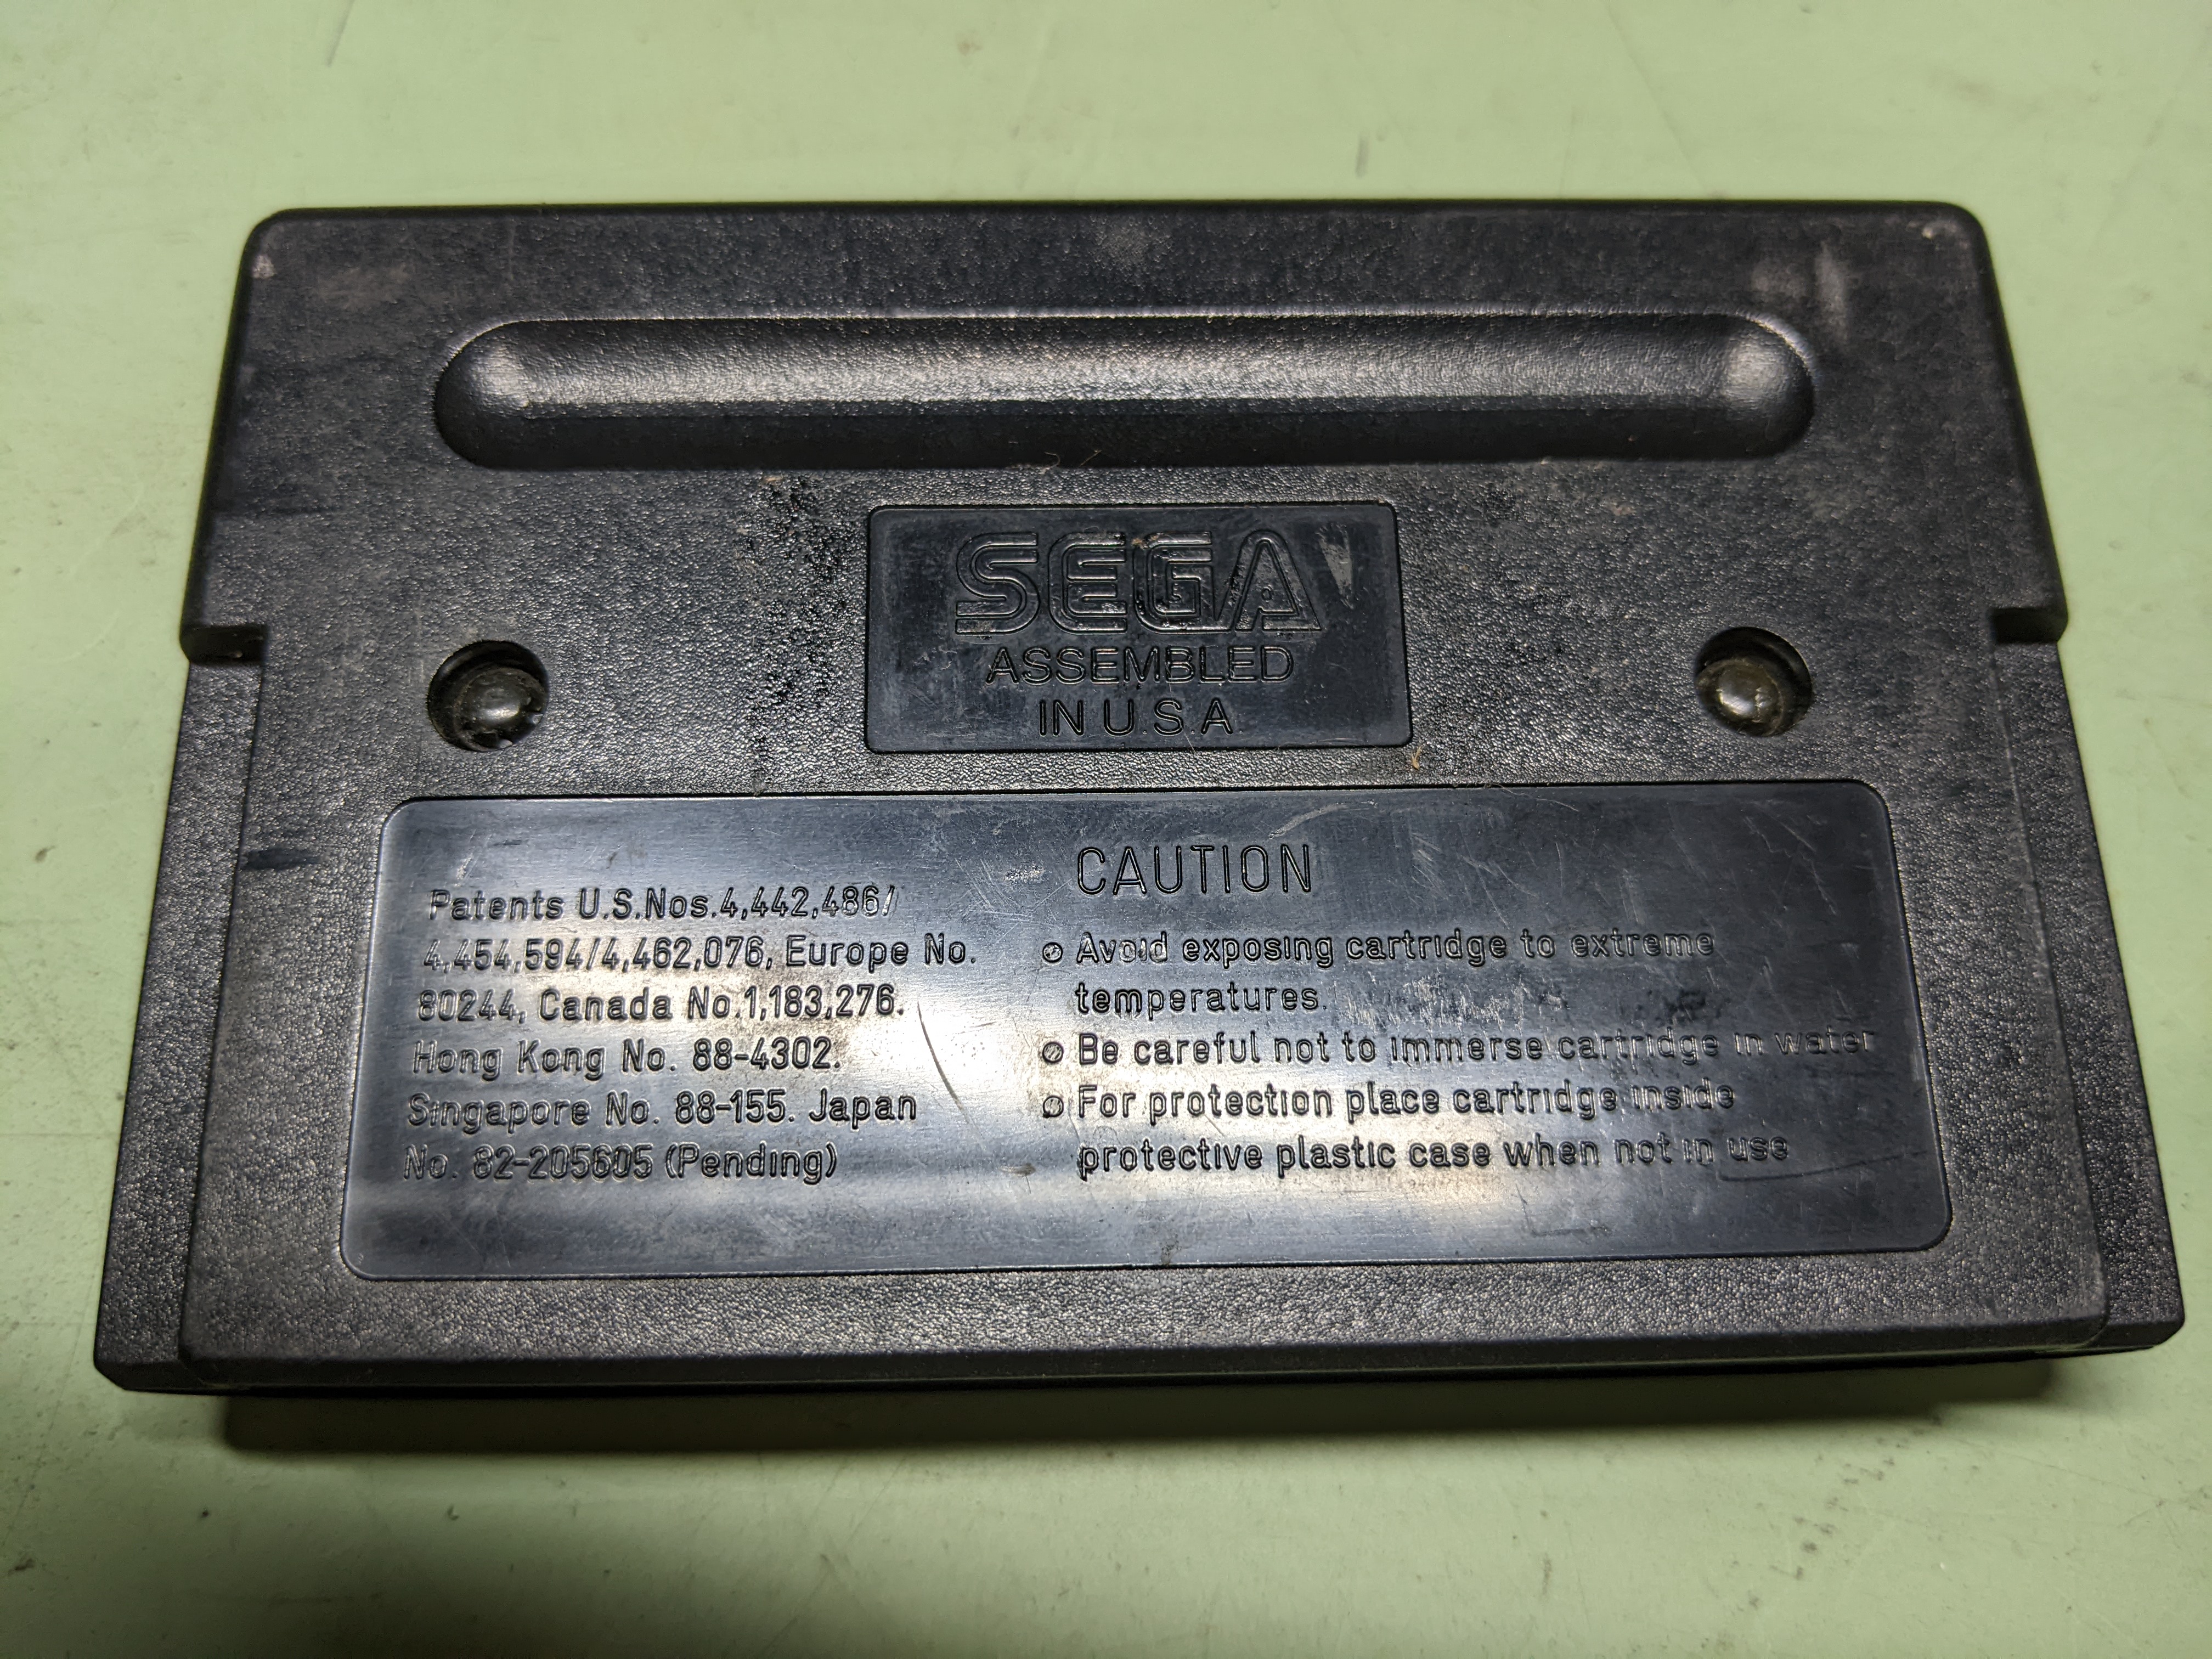 SEGA
ASSEMBLED
IN U.S.A.
Patents U.S.Nos.4,442,486/
4,454,594/4,462,076, Europe No.
80244, Canada No.1,183,276.
Hong Kong No. 88-4302.
Singapore No. 88-155. Japan
No. 82-205605 (Pending)
CAUTION
Avoid exposing cartridge to extreme
temperatures.
Be careful not to immerse cartridge in water
For protection place cartridge inside
protective plastic case when not in use